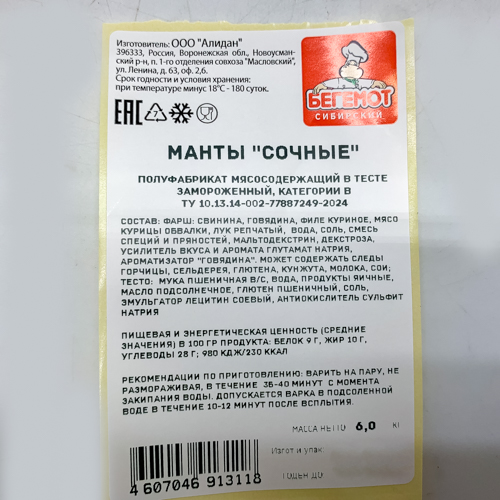 Изготовитель: ООО "Алидан"
396333, Россия, Воронежская обл., Новоусман-
ский р-н, п. 1-го отделения совхоза "Масловский",
ул. Ленина, д. 63, оф. 2,6.
Срок годности и условия хранения:
при температуре минус 18°С - 180 суток.
EAC
БЕГЕМОТ
СИБИРСКИЙ
МАНТЫ "СОЧНЫЕ"
ПОЛУФАБРИКАТ МЯСОСОДЕРЖАЩИЙ В ТЕСТЕ
ЗАМОРОЖЕННЫЙ, КАТЕГОРИИ В
ТУ 10.13.14-002-77887249-2024
СОСТАВ: ФАРШ: СВИНИНА, ГОВЯДИНА, ФИЛЕ КУРИНОЕ, МЯСО
КУРИЦЫ ОБВАЛКИ, ЛУК РЕПЧАТЫЙ, ВОДА, СОЛЬ, СМЕСЬ
СПЕЦИЙ И ПРЯНОСТЕЙ, МАЛЬТОДЕКСТРИН, ДЕКСТРОЗА,
УСИЛИТЕЛЬ ВКУСА И АРОМАТА ГЛУТАМАТ НАТРИЯ,
АРОМАТИЗАТОР "ГОВЯДИНА". МОЖЕТ СОДЕРЖАТЬ СЛЕДЫ
ГОРЧИЦЫ, СЕЛЬДЕРЕЯ, ГЛЮТЕНА, КУНЖУТА, МОЛОКА, СОИ;
ТЕСТО: МУКА ПШЕНИЧНАЯ В/С, ВОДА, ПРОДУКТЫ ЯИЧНЫЕ,
МАСЛО ПОДСОЛНЕЧНОЕ, ГЛЮТЕН ПШЕНИЧНЫЙ, СОЛЬ,
ЭМУЛЬГАТОР ЛЕЦИТИН СОЕВЫЙ, АНТИОКИСЛИТЕЛЬ СУЛЬФИТ
НАТРИЯ
ПИЩЕВАЯ И ЭНЕРГЕТИЧЕСКАЯ ЦЕННОСТЬ (СРЕДНИЕ
ЗНАЧЕНИЯ) В 100 ГР ПРОДУКТА: БЕЛОК 9 Г, ЖИР 10 Г,
УГЛЕВОДЫ 28 Г; 980 КДЖ/230 ККАЛ
РЕКОМЕНДАЦИИ ПО ПРИГОТОВЛЕНИЮ: ВАРИТЬ НА ПАРУ, НЕ
РАЗМОРАЖИВАЯ, В ТЕЧЕНИЕ 36-40 МИНУТ С МОМЕНТА
ЗАКИПАНИЯ ВОДЫ. ДОПУСКАЕТСЯ ВАРКА В ПОДСОЛЕННОЙ
ВОДЕ В ТЕЧЕНИЕ 10-12 МИНУТ ПОСЛЕ ВСПЛЫТИЯ.
МАССА НЕТТО 6,0 КГ
Изгот и упак:
ГОДЕН ДО
4 607046 913118